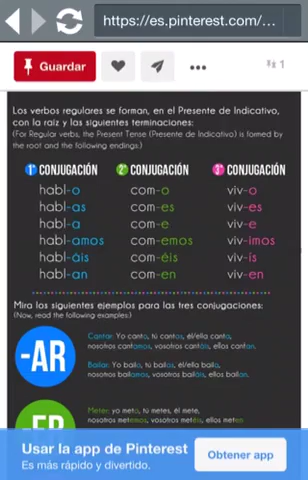 https://es.pinterest.com/...
Guardar
1
Los verbos regulares se forman, en el Presente de Indicativo,
con la raíz y las siguientes terminaciones:
(For Regular verbs, the Present Tense (Presente de Indicativo) is formed by
the root and the following endings.)
1ª CONJUGACIÓN 2ª CONJUGACIÓN 3ª CONJUGACIÓN
habl-o com-o viv-o
habl-as com-es viv-es
habl-a com-e viv-e
habl-amos com-emos viv-imos
habl-áis com-éis viv-ís
habl-an com-en viv-en
Mira los siguientes ejemplos para las tres conjugaciones:
(Now, read the following examples:)
-AR
Cantar: Yo canto, tú cantas, él/ella canta,
nosotros cantamos, vosotros cantáis, ellos cantan.
Bailar: Yo bailo, tú bailas, él/ella baila,
nosotros bailamos, vosotros bailáis, ellos bailan.
-ER
Meter: yo meto, tú metes, él mete,
nosotros metemos, vosotros metéis, ellos meten
Usar la app de Pinterest
Es más rápido y divertido.
Obtener app